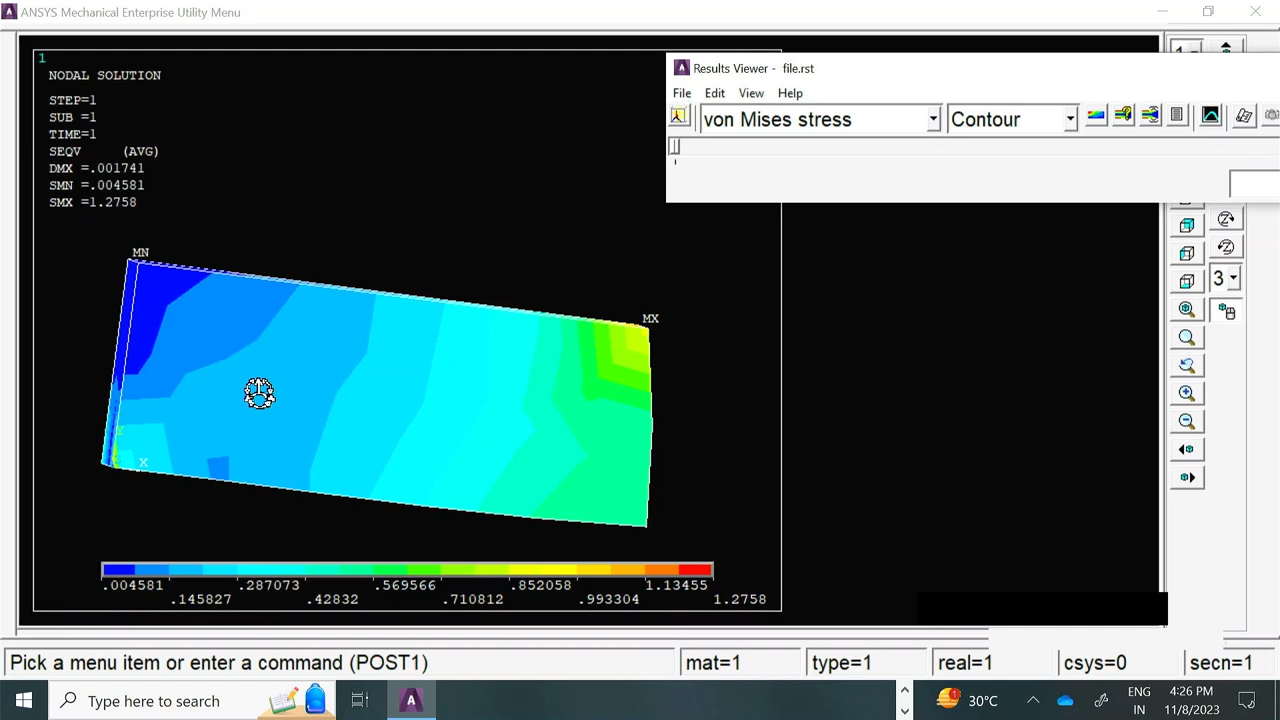 ANSYS Mechanical Enterprise Utility Menu
1
NODAL SOLUTION
STEP=1
SUB =1
TIME=1
SEQV (AVG)
DMX =.001741
SMN =.004581
SMX =1.2758
Results Viewer - file.rst
File Edit View Help
von Mises stress Contour
3
MN
MX
Y
X
.004581 .287073 .569566 .852058 1.13455
.145827 .42832 .710812 .993304 1.2758
Pick a menu item or enter a command (POST1) mat=1 type=1 real=1 csys=0 secn=1
Type here to search
1
30°C
ENG
IN
4:26 PM
11/8/2023